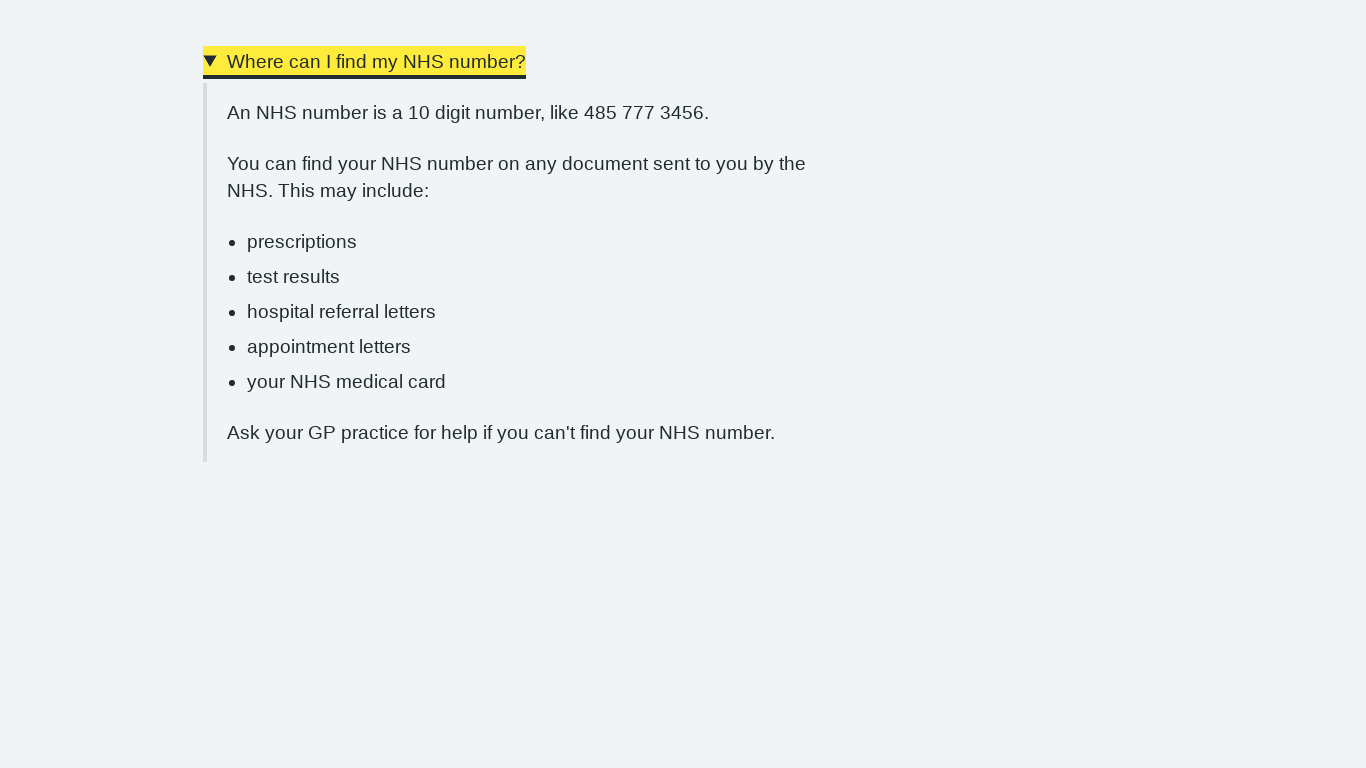 Where can I find my NHS number?
An NHS number is a 10 digit number, like 485 777 3456.
You can find your NHS number on any document sent to you by the
NHS. This may include:
prescriptions
test results
hospital referral letters
appointment letters
your NHS medical card
Ask your GP practice for help if you can't find your NHS number.